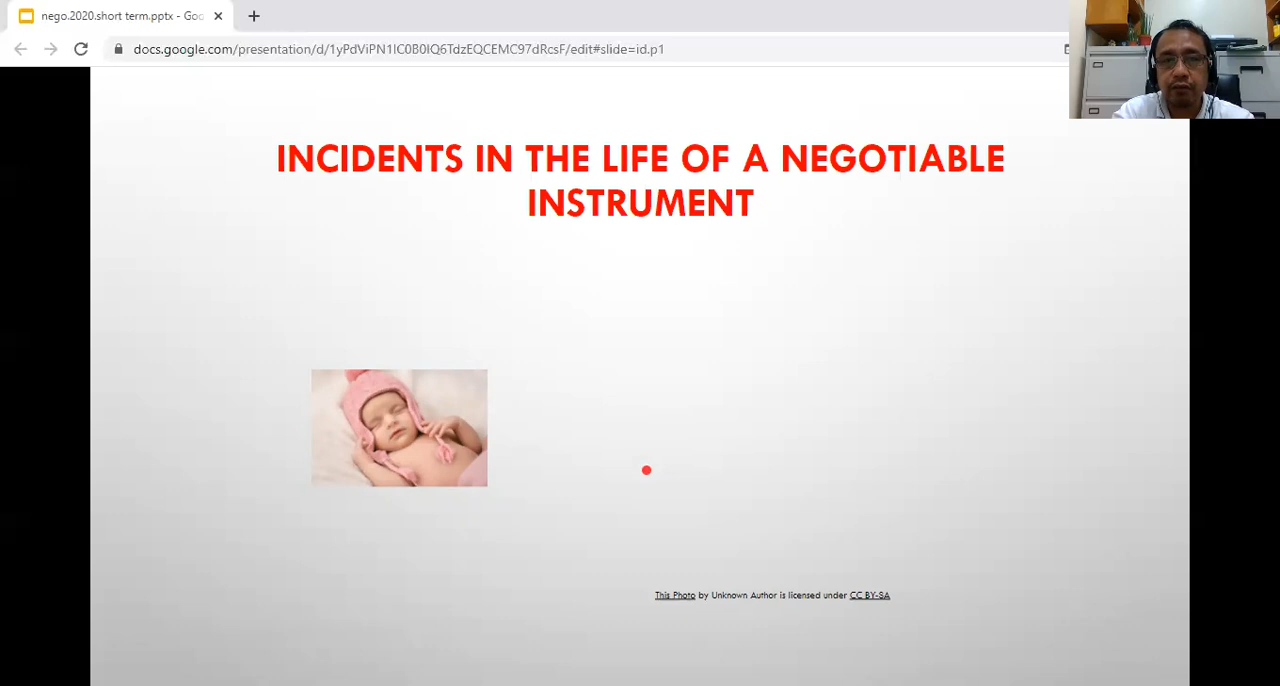 nego.2020.short term.pptx - Goo
docs.google.com/presentation/d/1yPdViPN1lC0B0IQ6TdzEQCEMC97dRcsF/edit#slide=id.p1
INCIDENTS IN THE LIFE OF A NEGOTIABLE
INSTRUMENT
This Photo by Unknown Author is licensed under CC BY-SA